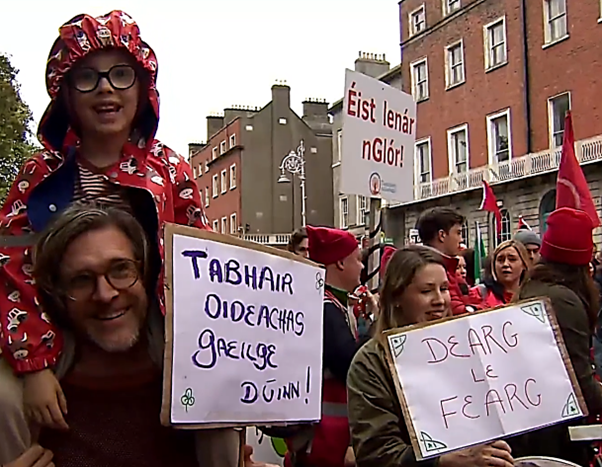 Éist lenár
nGlór!
TABHAIR
OIDEACHAS
GAEILGE
DÚINN!
DEARG
LE
FEARG